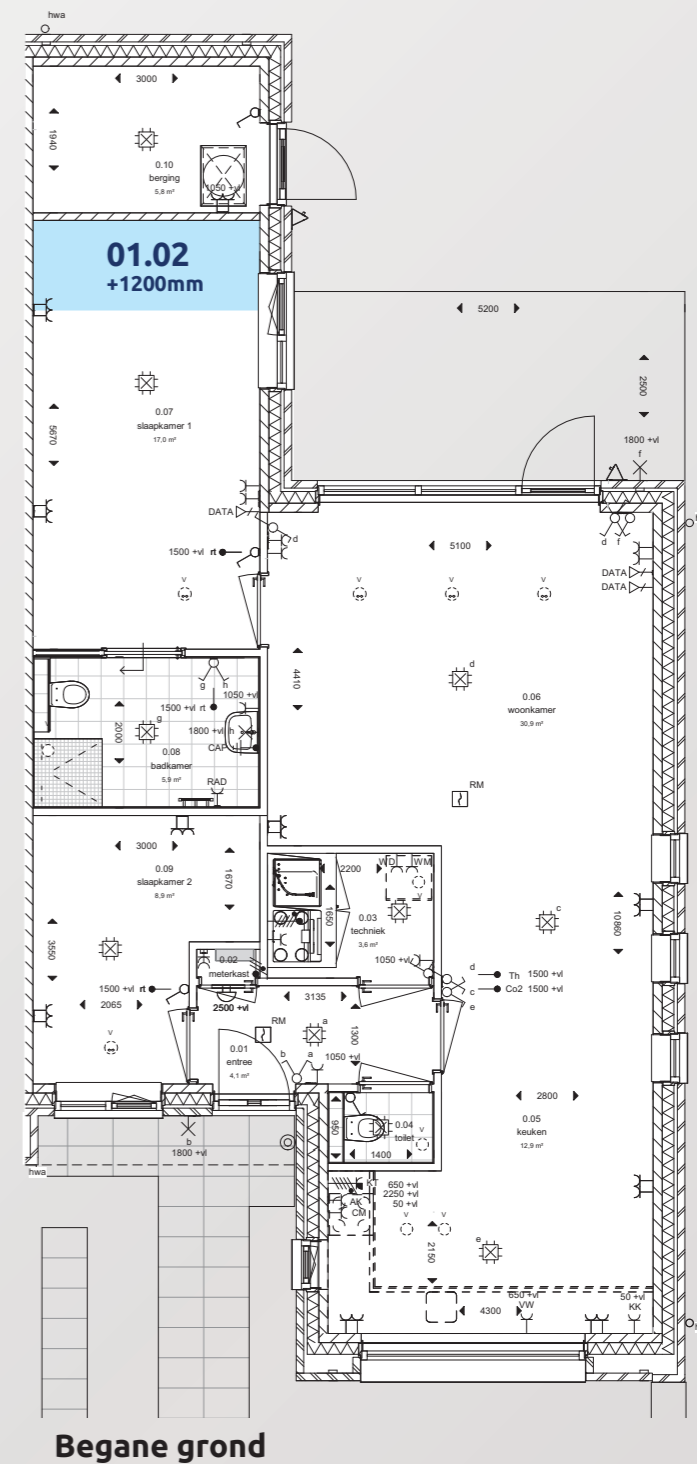 hwa
3000
1940
0.10
berging
5,8 m²
1050 +vl
01.02
+1200mm
5200
2500
1800 +vl
f
0.07
slaapkamer 1
17,0 m²
5670
DATA
d
1500 +vl rt
5100
d f
DATA
DATA
v
v
v
v
4410
d
0.06
woonkamer
30,9 m²
g h
1050 +vl
1500 +vl rt
g
1800 +vl h
2000
0.08
badkamer
5,9 m²
CAP
RAD
v
RM
3000
0.09
slaapkamer 2
8,9 m²
1670
3550
1500 +vl rt
2065
v
2200
WD
WM
v
1650
0.03
techniek
3,6 m²
1050 +vl
c
10860
0.02
meterkast
2500 +vl
3135
d
c
e
Th 1500 +vl
Co2 1500 +vl
RM
a
1300
0.01
entree
4,1 m²
b a
1050 +vl
b
1800 +vl
hwa
950
0.04
toilet
v
1400
2800
0.05
keuken
12,9 m²
KT
650 +vl
2250 +vl
50 +vl
AK
CM
v v
2150
e
4300
650 +vl
VW
50 +vl
KK
Begane grond